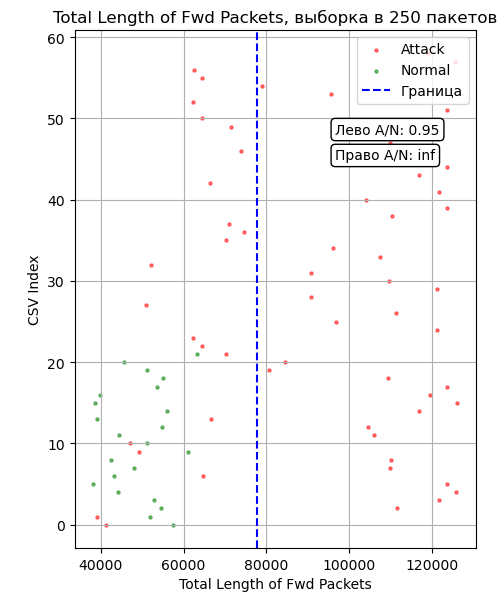 Total Length of Fwd Packets, выборка в 250 пакетов
60
50
40
30
20
10
0
CSV Index
Attack
Normal
Граница
Лево A/N: 0.95
Право A/N: inf
40000 60000 80000 100000 120000
Total Length of Fwd Packets